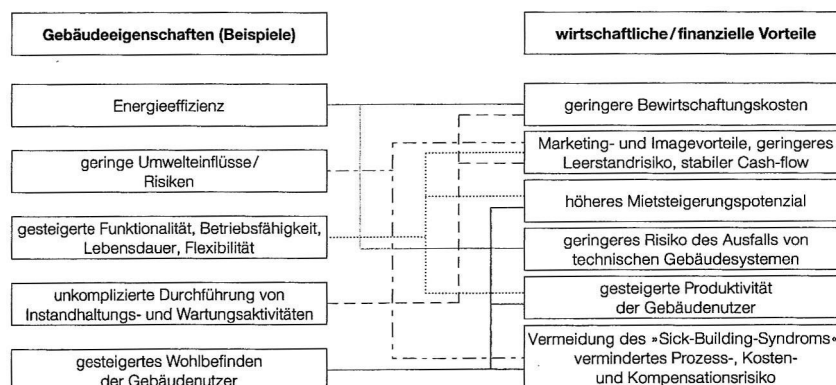 Gebäudeeigenschaften (Beispiele)
Energieeffizienz
geringe Umwelteinflüsse/
Risiken
gesteigerte Funktionalität, Betriebsfähigkeit,
Lebensdauer, Flexibilität
unkomplizierte Durchführung von
Instandhaltungs- und Wartungsaktivitäten
gesteigertes Wohlbefinden
der Gebäudenutzer
wirtschaftliche/finanzielle Vorteile
geringere Bewirtschaftungskosten
Marketing- und Imagevorteile, geringeres
Leerstandrisiko, stabiler Cash-flow
höheres Mietsteigerungspotenzial
geringeres Risiko des Ausfalls von
technischen Gebäudesystemen
gesteigerte Produktivität
der Gebäudenutzer
Vermeidung des »Sick-Building-Syndroms«
vermindertes Prozess-, Kosten-
und Kompensationsrisiko